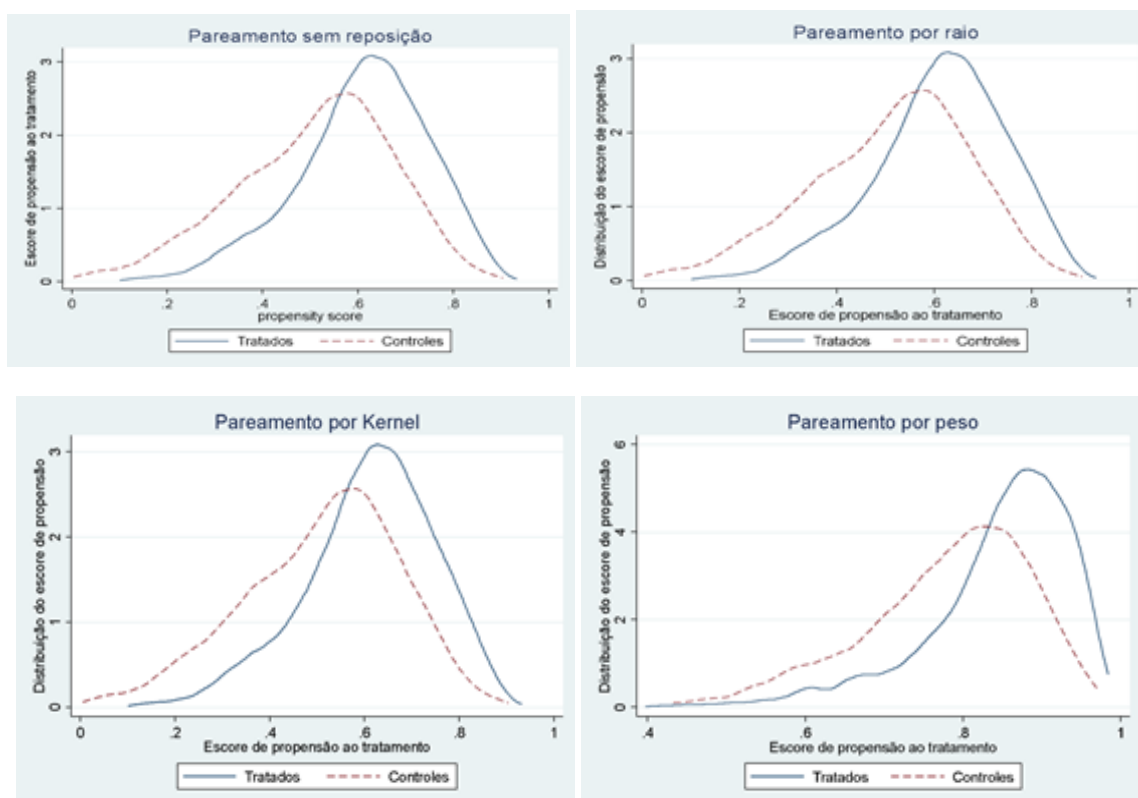 Pareamento sem reposição
Escore de propensão ao tratamento
3
2
1
0
0 .2 .4 .6 .8 1
propensity score
Tratados Controles
Pareamento por raio
Distribuição do escore de propensão
3
2
1
0
0 .2 .4 .6 .8 1
Escore de propensão ao tratamento
Tratados Controles
Pareamento por Kernel
Distribuição do escore de propensão
3
2
1
0
0 .2 .4 .6 .8 1
Escore de propensão ao tratamento
Tratados Controles
Pareamento por peso
Distribuição do escore de propensão
6
4
2
0
.4 .6 .8 1
Escore de propensão ao tratamento
Tratados Controles